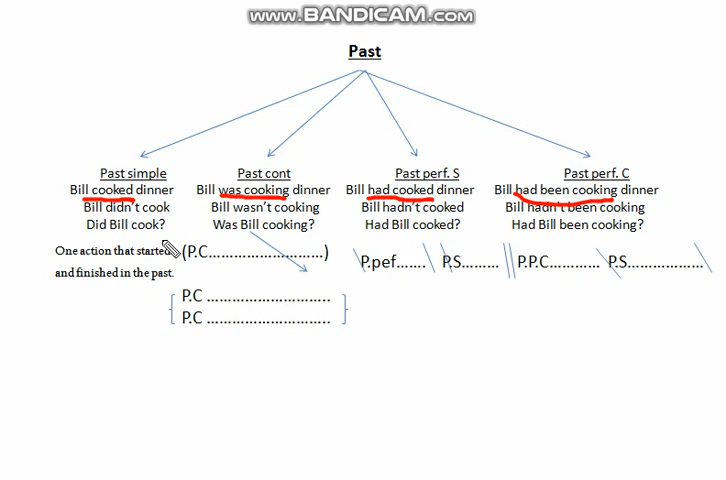 www.BANDICAM.com
Past
Past simple
Bill cooked dinner
Bill didn't cook
Did Bill cook?
One action that started
and finished in the past.
Past cont
Bill was cooking dinner
Bill wasn't cooking
Was Bill cooking?
(P.C...............................)
P.C ..............................
P.C ..............................
Past perf. S
Bill had cooked dinner
Bill hadn't cooked
Had Bill cooked?
P.pef....... P.S.........
Past perf. C
Bill had been cooking dinner
Bill hadn't been cooking
Had Bill been cooking?
P.P.C............ P.S..................